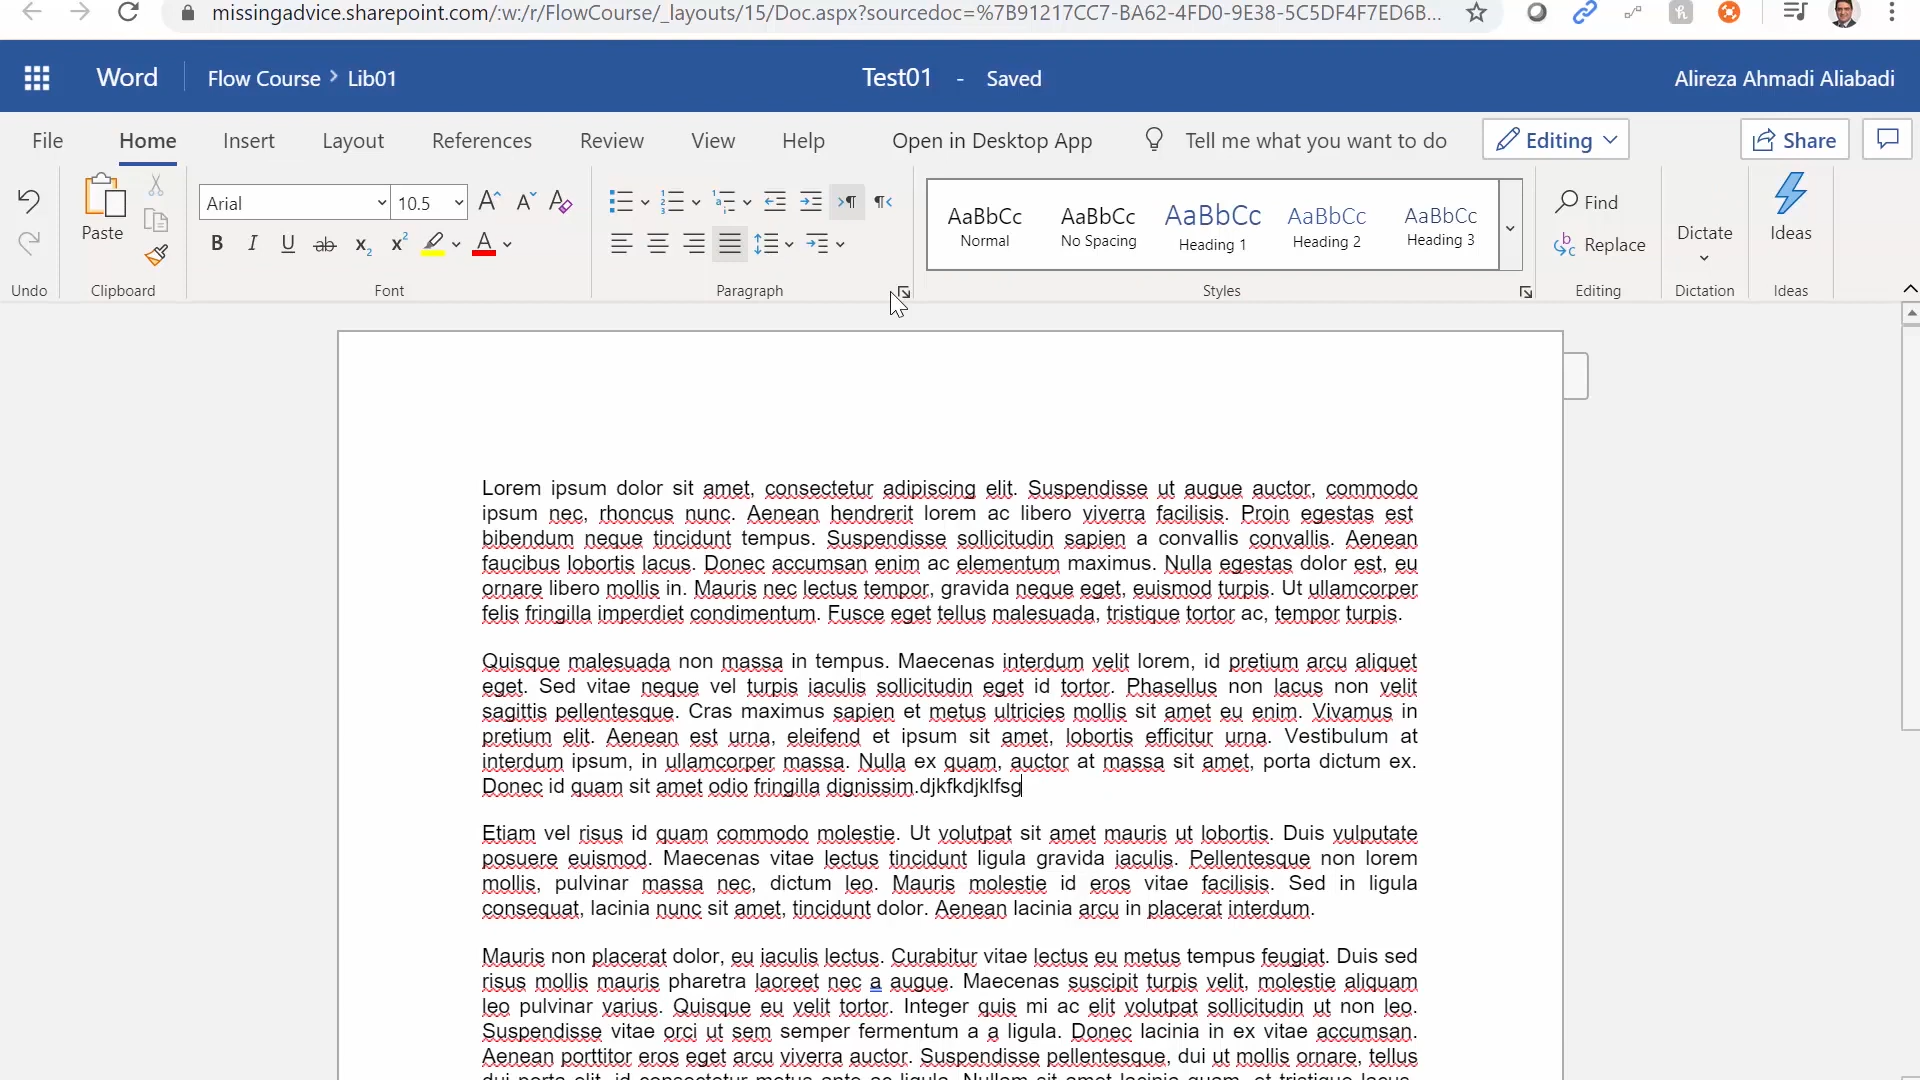 missingadvice.sharepoint.com/:w:/r/FlowCourse/_layouts/15/Doc.aspx?sourcedoc=%7B91217CC7-BA62-4FD0-9E38-5C5DF4F7ED6B...
Word Flow Course > Lib01 Test01 - Saved Alireza Ahmadi Aliabadi
File Home Insert Layout References Review View Help Open in Desktop App Tell me what you want to do Editing Share
Paste Arial 10.5 AaBbCc AaBbCc AaBbCc AaBbCc AaBbCc Find
Normal No Spacing Heading 1 Heading 2 Heading 3 Replace Dictate Ideas
Undo Clipboard Font Paragraph Styles Editing Dictation Ideas
Lorem ipsum dolor sit amet, consectetur adipiscing elit. Suspendisse ut augue auctor, commodo
ipsum nec, rhoncus nunc. Aenean hendrerit lorem ac libero viverra facilisis. Proin egestas est
bibendum neque tincidunt tempus. Suspendisse sollicitudin sapien a convallis convallis. Aenean
faucibus lobortis lacus. Donec accumsan enim ac elementum maximus. Nulla egestas dolor est, eu
ornare libero mollis in. Mauris nec lectus tempor, gravida neque eget, euismod turpis. Ut ullamcorper
felis fringilla imperdiet condimentum. Fusce eget tellus malesuada, tristique tortor ac, tempor turpis.
Quisque malesuada non massa in tempus. Maecenas interdum velit lorem, id pretium arcu aliquet
eget. Sed vitae neque vel turpis iaculis sollicitudin eget id tortor. Phasellus non lacus non velit
sagittis pellentesque. Cras maximus sapien et metus ultricies mollis sit amet eu enim. Vivamus in
pretium elit. Aenean est urna, eleifend et ipsum sit amet, lobortis efficitur urna. Vestibulum at
interdum ipsum, in ullamcorper massa. Nulla ex quam, auctor at massa sit amet, porta dictum ex.
Donec id quam sit amet odio fringilla dignissim.djkfkdjklfsg
Etiam vel risus id quam commodo molestie. Ut volutpat sit amet mauris ut lobortis. Duis vulputate
posuere euismod. Maecenas vitae lectus tincidunt ligula gravida iaculis. Pellentesque non lorem
mollis, pulvinar massa nec, dictum leo. Mauris molestie id eros vitae facilisis. Sed in ligula
consequat, lacinia nunc sit amet, tincidunt dolor. Aenean lacinia arcu in placerat interdum.
Mauris non placerat dolor, eu iaculis lectus. Curabitur vitae lectus eu metus tempus feugiat. Duis sed
risus mollis mauris pharetra laoreet nec a augue. Maecenas suscipit turpis velit, molestie aliquam
leo pulvinar varius. Quisque eu velit tortor. Integer quis mi ac elit volutpat sollicitudin ut non leo.
Suspendisse vitae orci ut sem semper fermentum a a ligula. Donec lacinia in ex vitae accumsan.
Aenean porttitor eros eget arcu viverra auctor. Suspendisse pellentesque, dui ut mollis ornare, tellus